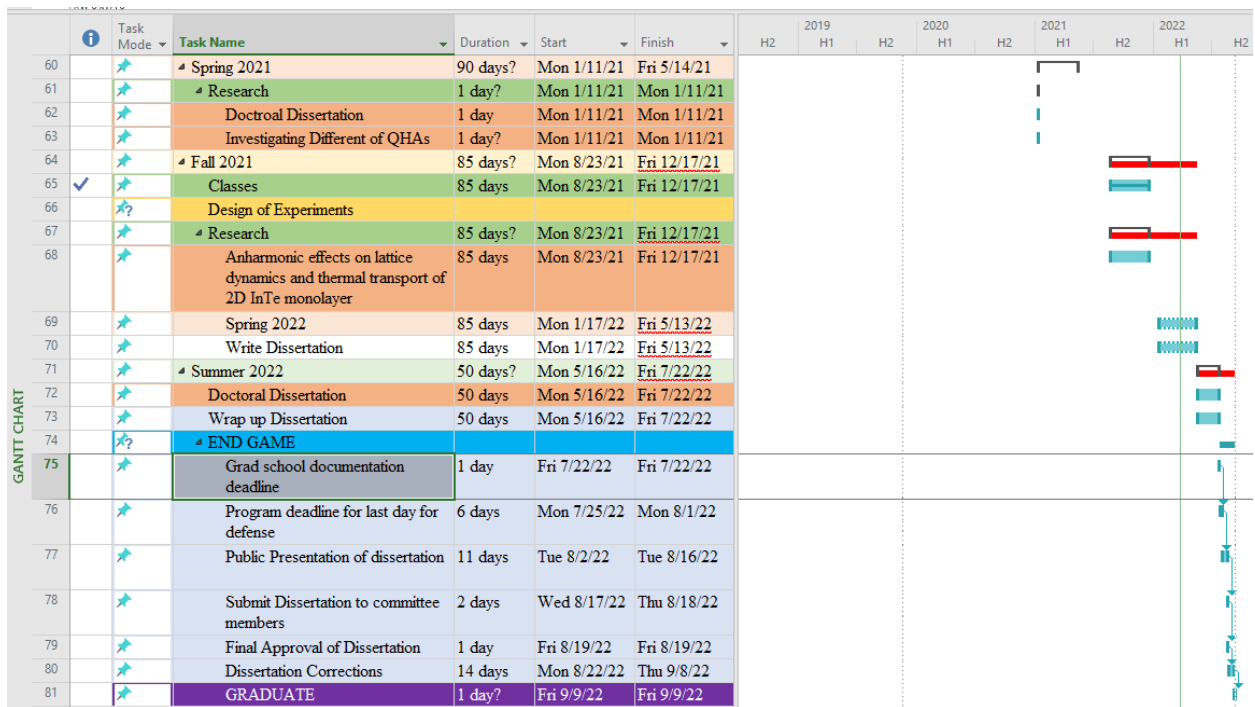 Task
Mode Task Name Duration Start Finish
2019 2020 2021 2022
H2 H1 H2 H1 H2 H1 H2 H1 H2
60 Spring 2021 90 days? Mon 1/11/21 Fri 5/14/21
61 Research 1 day? Mon 1/11/21 Mon 1/11/21
62 Doctroal Dissertation 1 day Mon 1/11/21 Mon 1/11/21
63 Investigating Different of QHAs 1 day? Mon 1/11/21 Mon 1/11/21
64 Fall 2021 85 days? Mon 8/23/21 Fri 12/17/21
65 Classes 85 days Mon 8/23/21 Fri 12/17/21
66 Design of Experiments
67 Research 85 days? Mon 8/23/21 Fri 12/17/21
68 Anharmonic effects on lattice 85 days Mon 8/23/21 Fri 12/17/21
dynamics and thermal transport of
2D InTe monolayer
69 Spring 2022 85 days Mon 1/17/22 Fri 5/13/22
70 Write Dissertation 85 days Mon 1/17/22 Fri 5/13/22
71 Summer 2022 50 days? Mon 5/16/22 Fri 7/22/22
72 Doctoral Dissertation 50 days Mon 5/16/22 Fri 7/22/22
73 Wrap up Dissertation 50 days Mon 5/16/22 Fri 7/22/22
74 END GAME
75 Grad school documentation 1 day Fri 7/22/22 Fri 7/22/22
deadline
76 Program deadline for last day for 6 days Mon 7/25/22 Mon 8/1/22
defense
77 Public Presentation of dissertation 11 days Tue 8/2/22 Tue 8/16/22
78 Submit Dissertation to committee 2 days Wed 8/17/22 Thu 8/18/22
members
79 Final Approval of Dissertation 1 day Fri 8/19/22 Fri 8/19/22
80 Dissertation Corrections 14 days Mon 8/22/22 Thu 9/8/22
81 GRADUATE 1 day? Fri 9/9/22 Fri 9/9/22
GANTT CHART